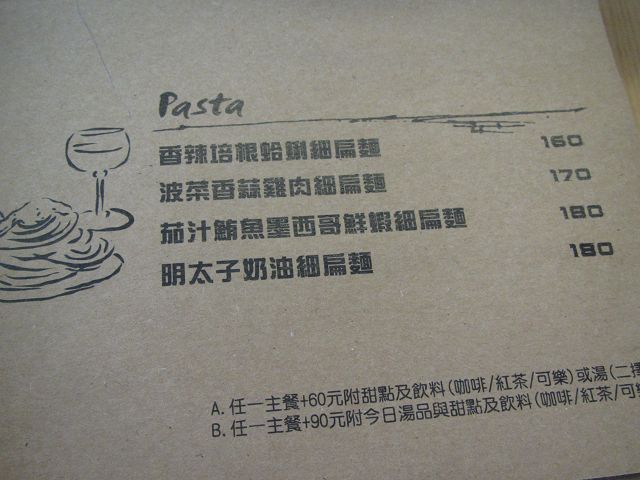 Pasta
香辣培根蛤蜊細扁麵 160
波菜香蒜雞肉細扁麵 170
茄汁鮪魚墨西哥鮮蝦細扁麵 180
明太子奶油細扁麵 180
A. 任一主餐+60元附甜點及飲料(咖啡/紅茶/可樂)或湯(二擇
B. 任一主餐+90元附今日湯品與甜點及飲料(咖啡/紅茶/可